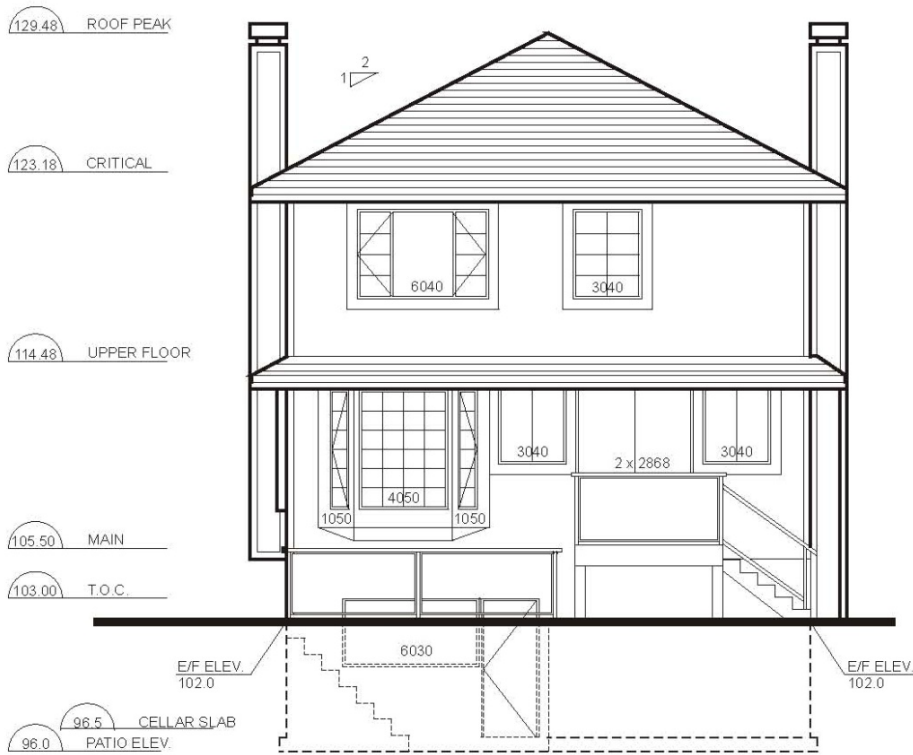 129.48 ROOF PEAK
2
1
123.18 CRITICAL
6040
3040
114.48 UPPER FLOOR
3040
2 x 2868
3040
4050
1050
1050
105.50 MAIN
103.00 T.O.C.
6030
E/F ELEV.
102.0
E/F ELEV.
102.0
96.5 CELLAR SLAB
96.0 PATIO ELEV.